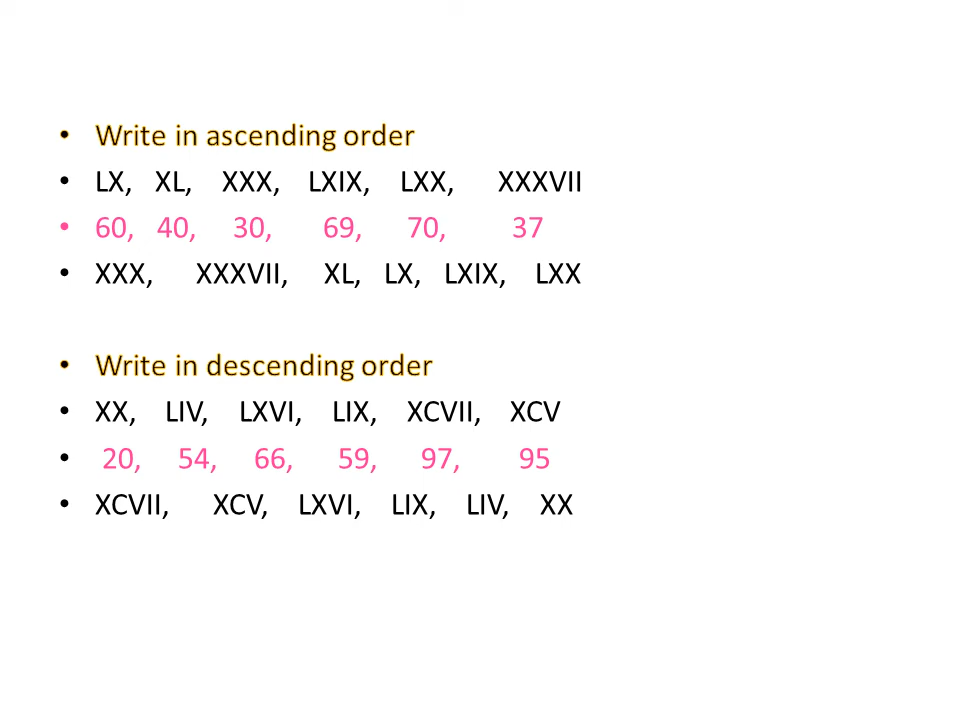 • Write in ascending order
• LX, XL, XXX, LXIX, LXX, XXXVII
• 60, 40, 30, 69, 70, 37
• XXX, XXXVII, XL, LX, LXIX, LXX
• Write in descending order
• XX, LIV, LXVI, LIX, XCVII, XCV
• 20, 54, 66, 59, 97, 95
• XCVII, XCV, LXVI, LIX, LIV, XX